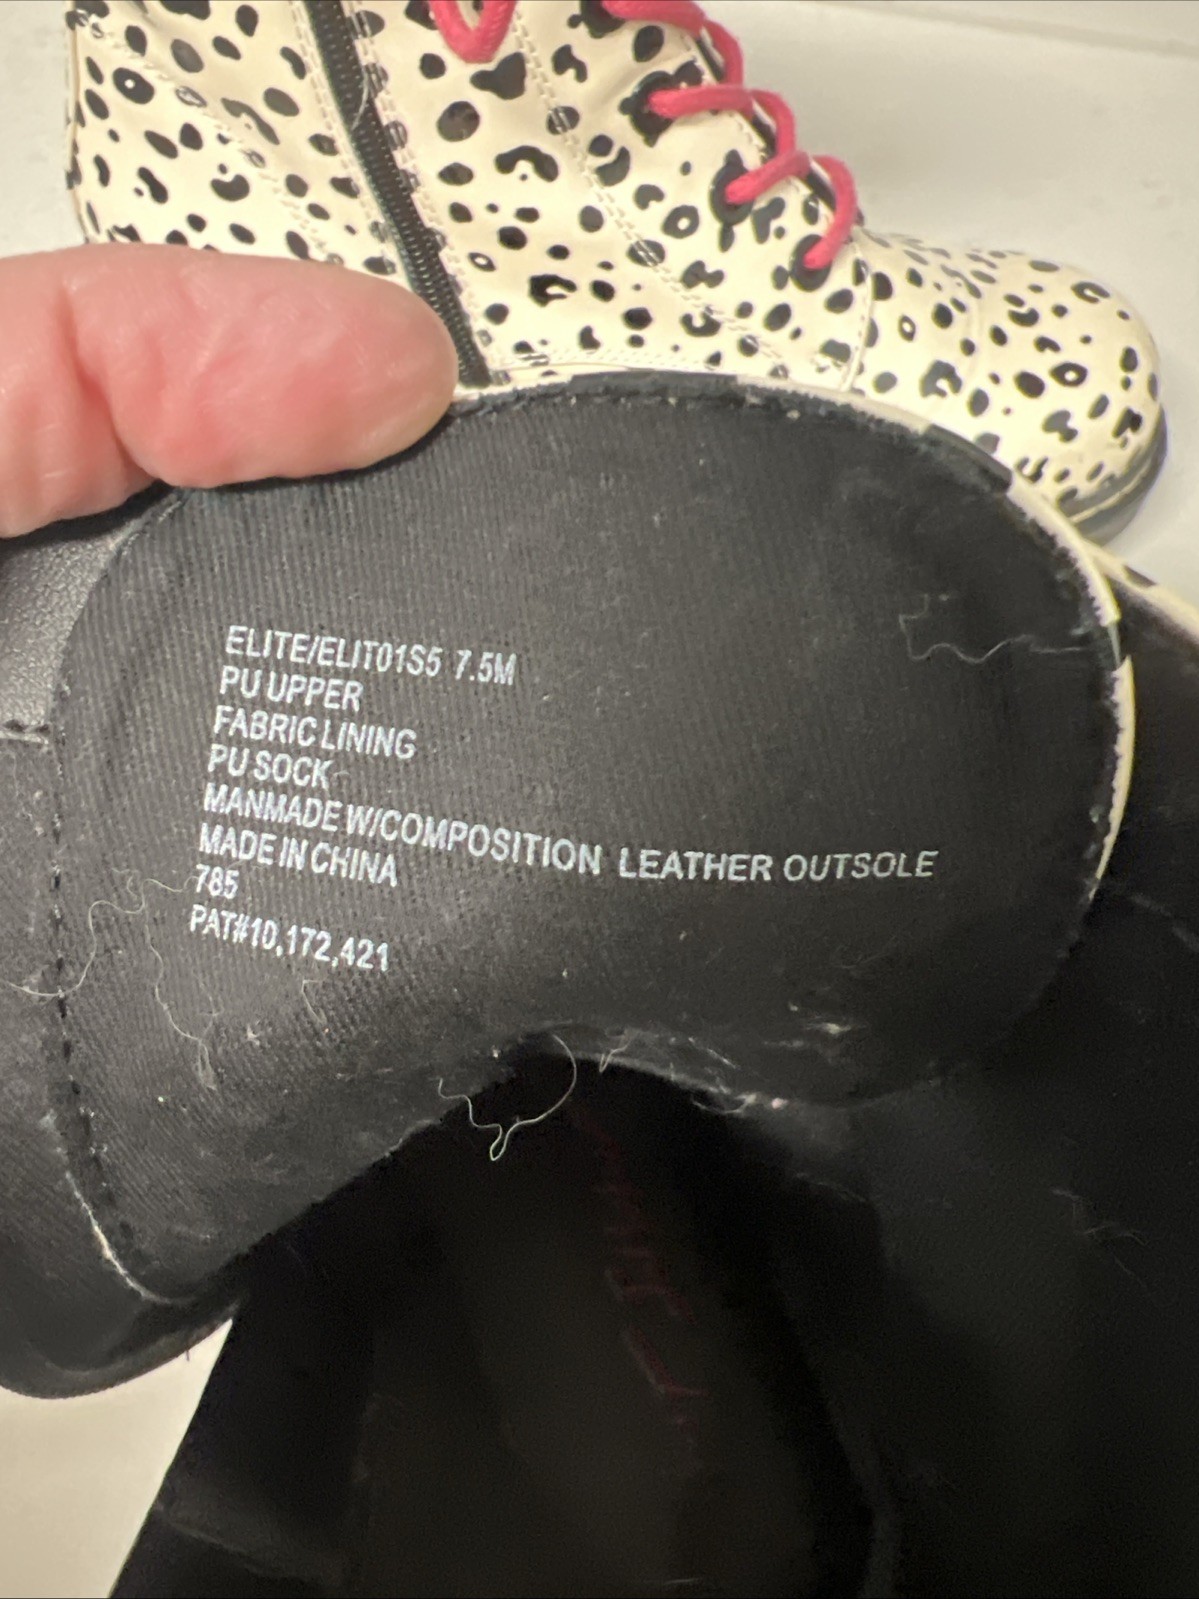 ELITE/ELIT01S5 7.5M
PU UPPER
FABRIC LINING
PU SOCK
MANMADE W/COMPOSITION LEATHER OUTSOLE
MADE IN CHINA
785
PAT#10,172,421